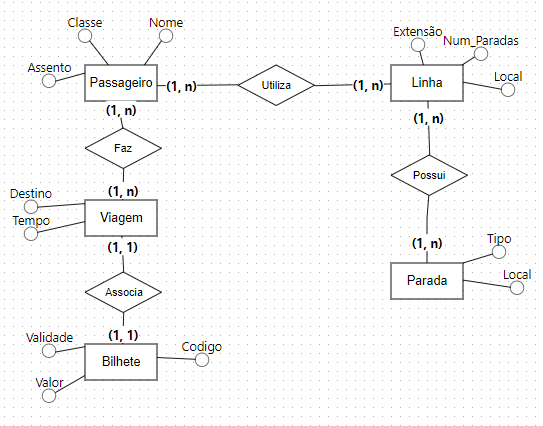 Classe
Nome
Assento
Passageiro
(1, n)
Utiliza
(1, n)
Linha
Extensão
Num_Paradas
Local
(1, n)
Faz
(1, n)
Destino
Tempo
Viagem
(1, 1)
Associa
(1, 1)
Validade
Valor
Bilhete
Codigo
(1, n)
Possui
(1, n)
Tipo
Parada
Local